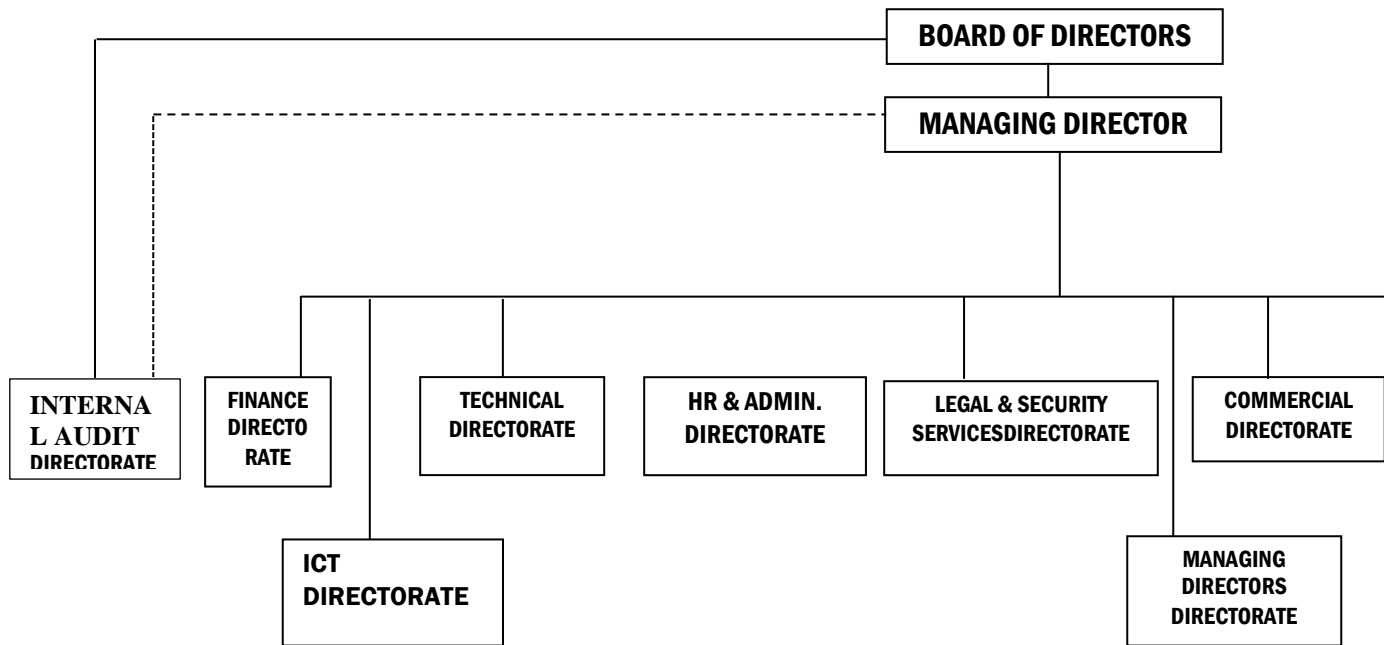 BOARD OF DIRECTORS
MANAGING DIRECTOR
INTERNA
L AUDIT
DIRECTORATE
FINANCE
DIRECTO
RATE
TECHNICAL
DIRECTORATE
HR & ADMIN.
DIRECTORATE
LEGAL & SECURITY
SERVICESDIRECTORATE
COMMERCIAL
DIRECTORATE
ICT
DIRECTORATE
MANAGING
DIRECTORS
DIRECTORATE